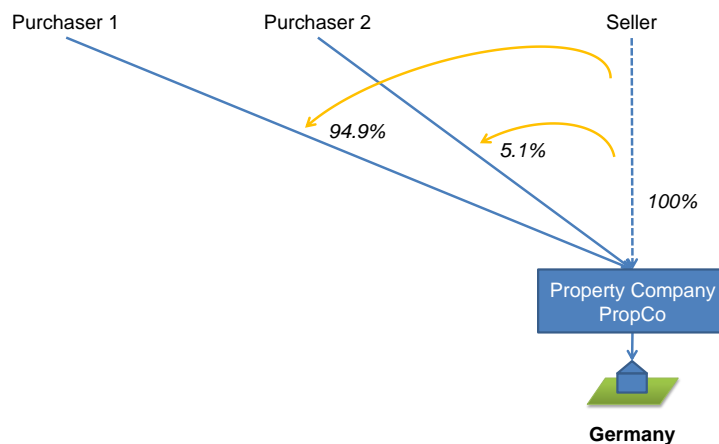 Purchaser 1
Purchaser 2
Seller
94.9%
5.1%
100%
Property Company
PropCo
Germany